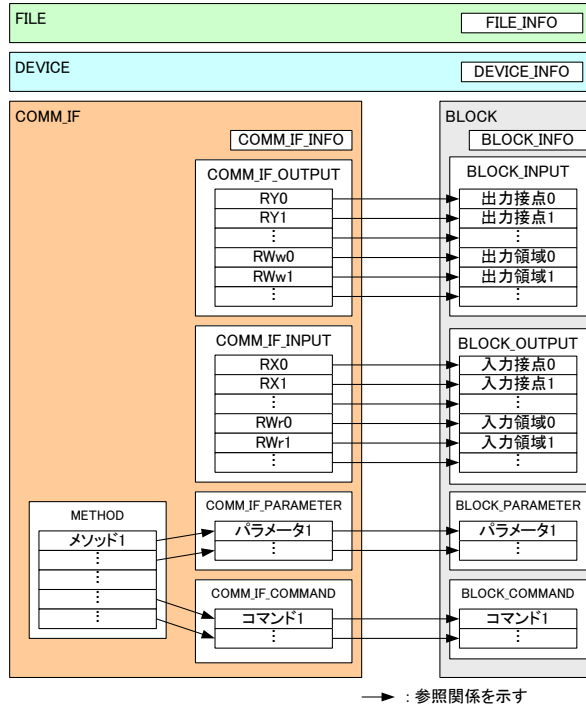 FILE
FILE_INFO
DEVICE
DEVICE_INFO
COMM_IF
COMM_IF_INFO
COMM_IF_OUTPUT
RY0
RY1
⋮
RWw0
RWw1
⋮
COMM_IF_INPUT
RX0
RX1
⋮
RWr0
RWr1
⋮
METHOD
メソッド1
⋮
⋮
⋮
COMM_IF_PARAMETER
パラメータ1
⋮
COMM_IF_COMMAND
コマンド1
⋮
BLOCK
BLOCK_INFO
BLOCK_INPUT
出力接点0
出力接点1
⋮
出力領域0
出力領域1
⋮
BLOCK_OUTPUT
入力接点0
入力接点1
⋮
入力領域0
入力領域1
⋮
BLOCK_PARAMETER
パラメータ1
⋮
BLOCK_COMMAND
コマンド1
⋮
：参照関係を示す